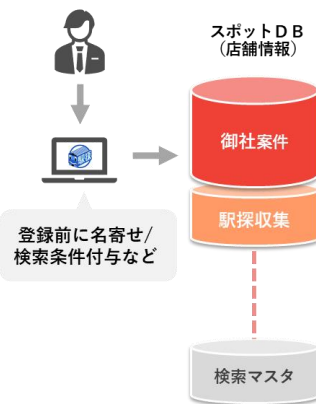 スポットＤＢ
（店舗情報）
御社案件
駅探収集
登録前に名寄せ/
検索条件付与など
検索マスタ